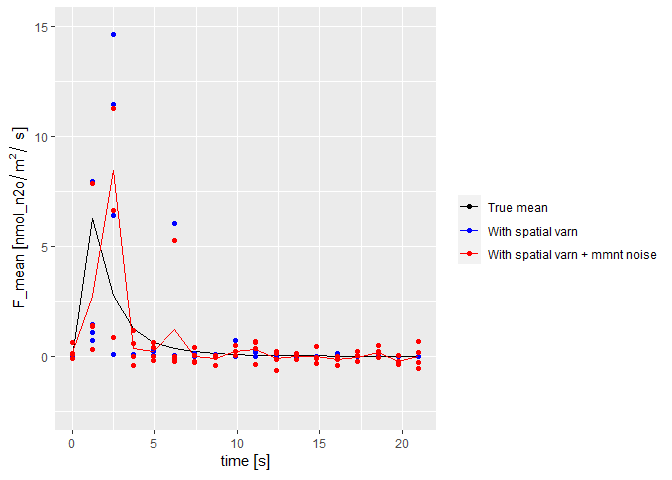 15
10
5
0
0
5
10
15
20
time [s]
F_mean [nmol_n2o/ m²/ s]
True mean
With spatial varn
With spatial varn + mmnt noise